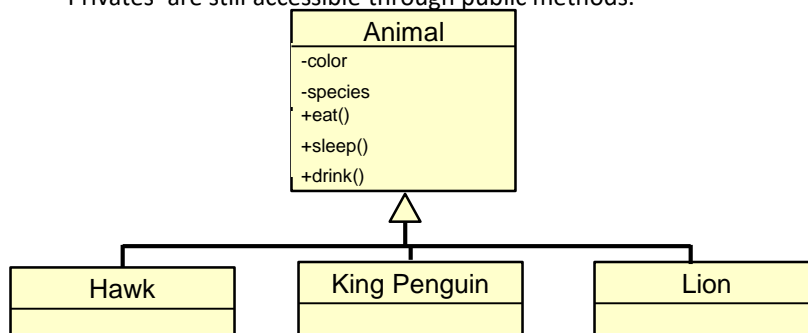 Privates are still accessible through public methods.
Animal
-color
-species
+eat()
+sleep()
+drink()
Hawk
King Penguin
Lion